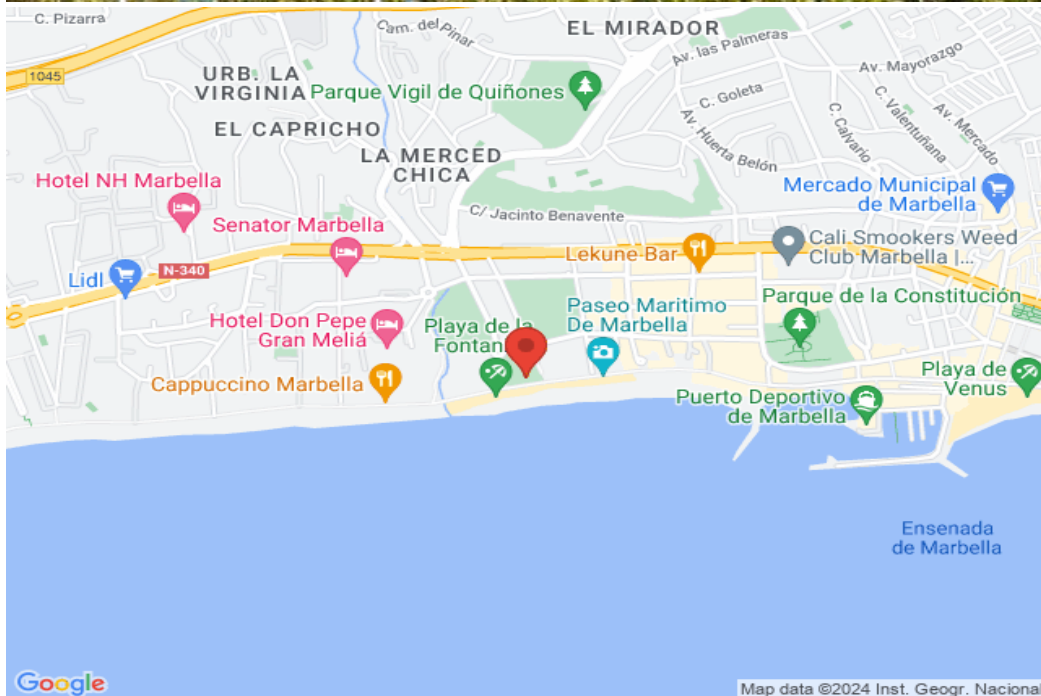 C. Pizarra
Cam. del Pinar
EL MIRADOR
Av. las Palmeras
Av. Mayorazgo
1045
URB. LA
VIRGINIA
Parque Vigil de Quiñones
C. Goleta
C. Valentuñana
Av. Mercado
EL CAPRICHO
Av. Huerta Belón
C. Calvario
LA MERCED
CHICA
Hotel NH Marbella
Mercado Municipal
de Marbella
C/ Jacinto Benavente
Senator Marbella
Lekune Bar
Cali Smookers Weed
Club Marbella |...
Lidl
N-340
Parque de la Constitución
Paseo Maritimo
De Marbella
Hotel Don Pepe
Gran Meliá
Playa de la
Fontan
Cappuccino Marbella
Playa de
Venus
Puerto Deportivo
de Marbella
Ensenada
de Marbella
Google
Map data ©2024 Inst. Geogr. Nacional